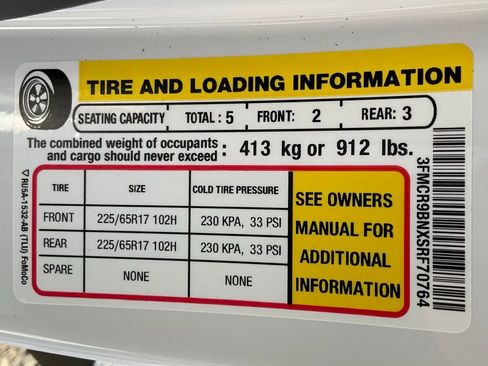 TIRE AND LOADING INFORMATION
SEATING CAPACITY TOTAL : 5 FRONT: 2 REAR: 3
The combined weight of occupants
and cargo should never exceed : 413 kg or 912 lbs.
TIRE SIZE COLD TIRE PRESSURE
FRONT 225/65R17 102H 230 KPA, 33 PSI
REAR 225/65R17 102H 230 KPA, 33 PSI
SPARE NONE NONE
SEE OWNERS
MANUAL FOR
ADDITIONAL
INFORMATION
▽ RU5A-1532-AB (TLU) FoMoCo
3FMCR9BNXSRF70764